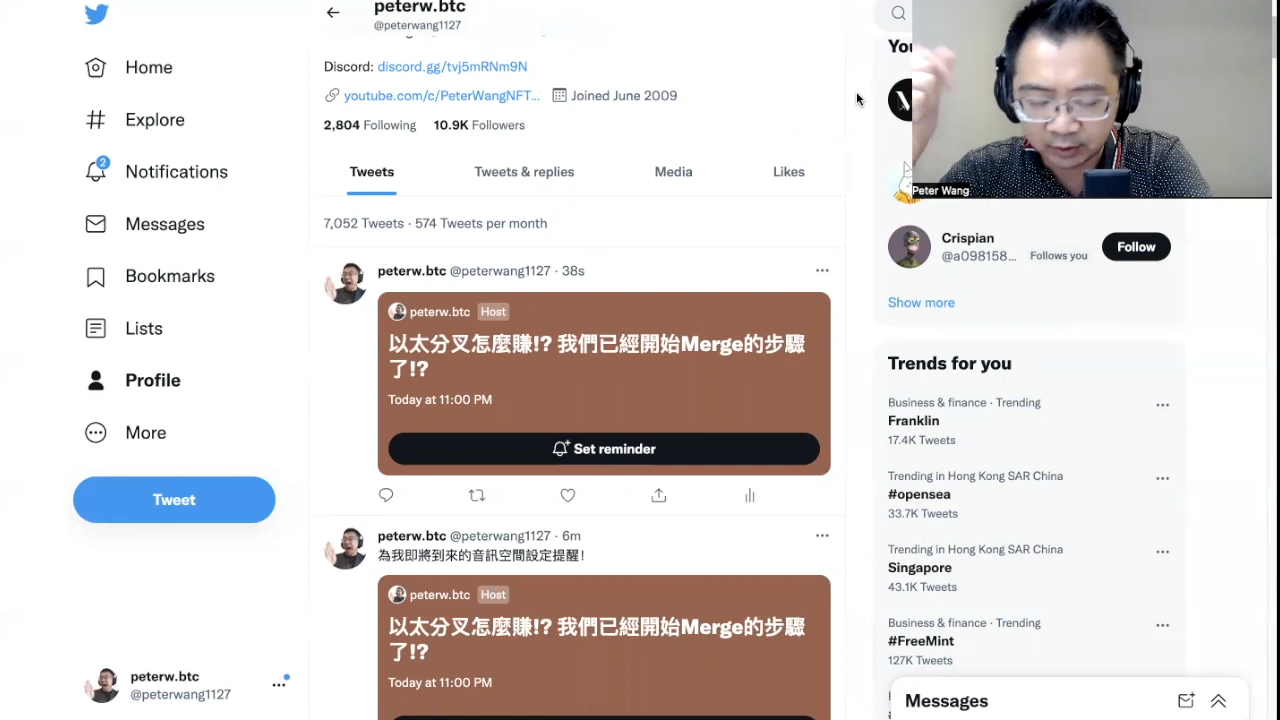 peterw.btc
@peterwang1127
Discord: discord.gg/tvj5mRNm9N
youtube.com/c/PeterWangNFT... Joined June 2009
2,804 Following 10.9K Followers
Tweets Tweets & replies Media Likes
7,052 Tweets · 574 Tweets per month
peterw.btc @peterwang1127 · 38s
peterw.btc Host
以太分叉怎麼賺!? 我們已經開始Merge的步驟
了!?
Today at 11:00 PM
Set reminder
peterw.btc @peterwang1127 · 6m
為我即將到來的音訊空間設定提醒!
peterw.btc Host
以太分叉怎麼賺!? 我們已經開始Merge的步驟
了!?
Today at 11:00 PM
Home
Explore
2
Notifications
Messages
Bookmarks
Lists
Profile
More
Tweet
peterw.btc
@peterwang1127
You
Peter Wang
Crispian
@a098158... Follows you
Follow
Show more
Trends for you
Business & finance · Trending
Franklin
17.4K Tweets
Trending in Hong Kong SAR China
#opensea
33.7K Tweets
Trending in Hong Kong SAR China
Singapore
43.1K Tweets
Business & finance · Trending
#FreeMint
127K Tweets
Messages